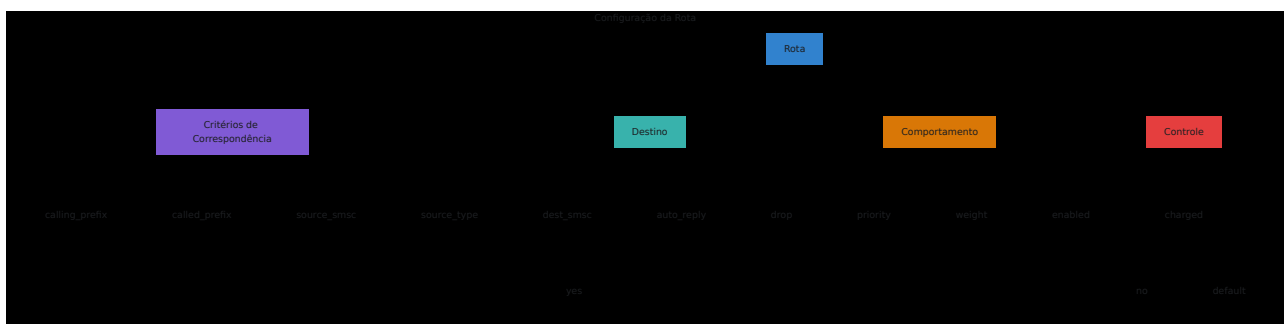 Configuração da Rota
Rota
Critérios de
Correspondência
Destino
Comportamento
Controle
calling_prefix
called_prefix
source_smsc
source_type
dest_smsc
auto_reply
drop
priority
weight
enabled
charged
yes
no
default